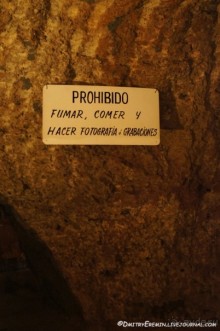 PROHIBIDO
FUMAR, COMER Y
HACER FOTOGRAFIA o GRABACIONES
© DmitryEremin.livejournal.com